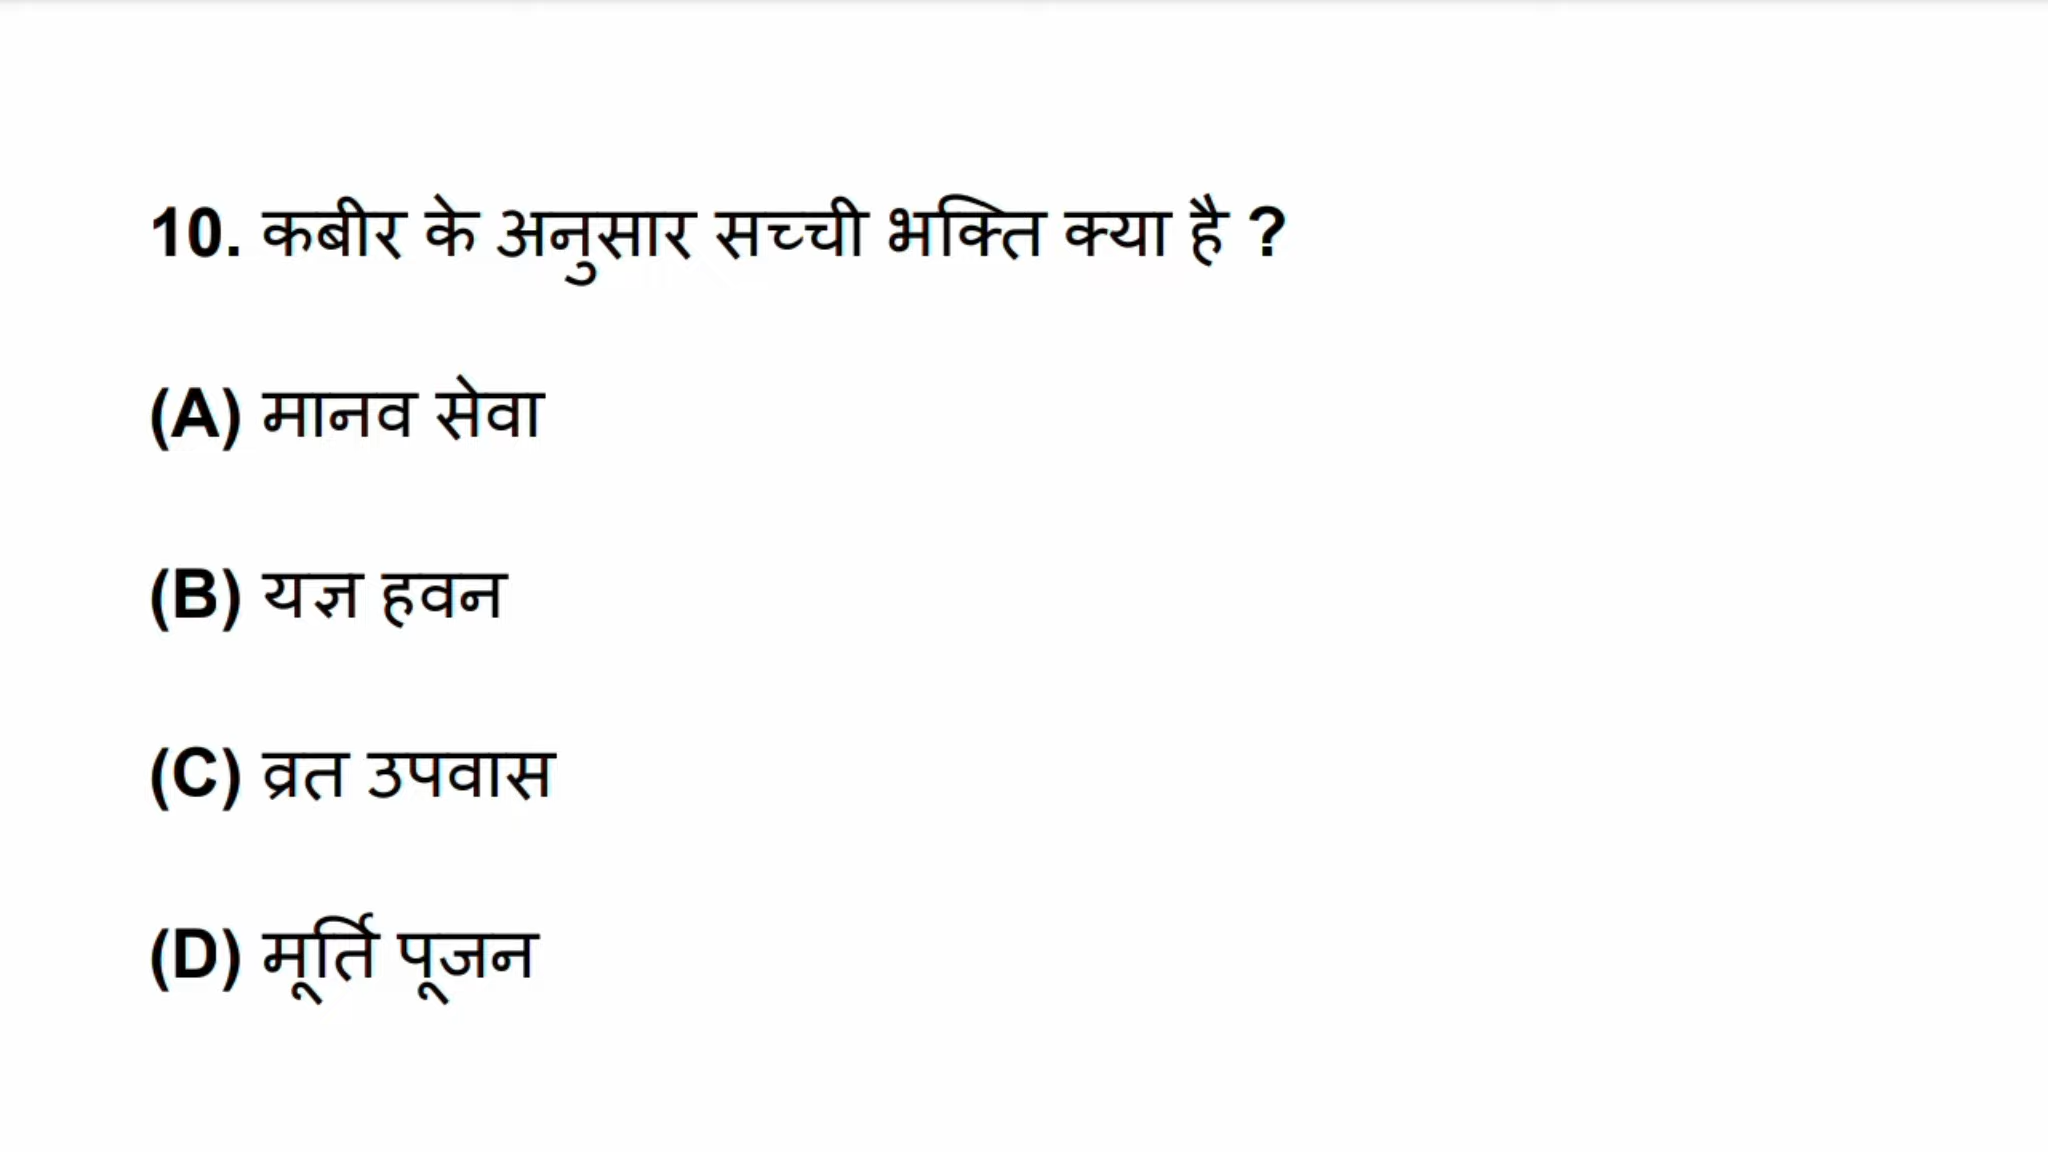 10. कबीर के अनुसार सच्ची भक्ति क्या है ?
(A) मानव सेवा
(B) यज्ञ हवन
(C) व्रत उपवास
(D) मूर्ति पूजन